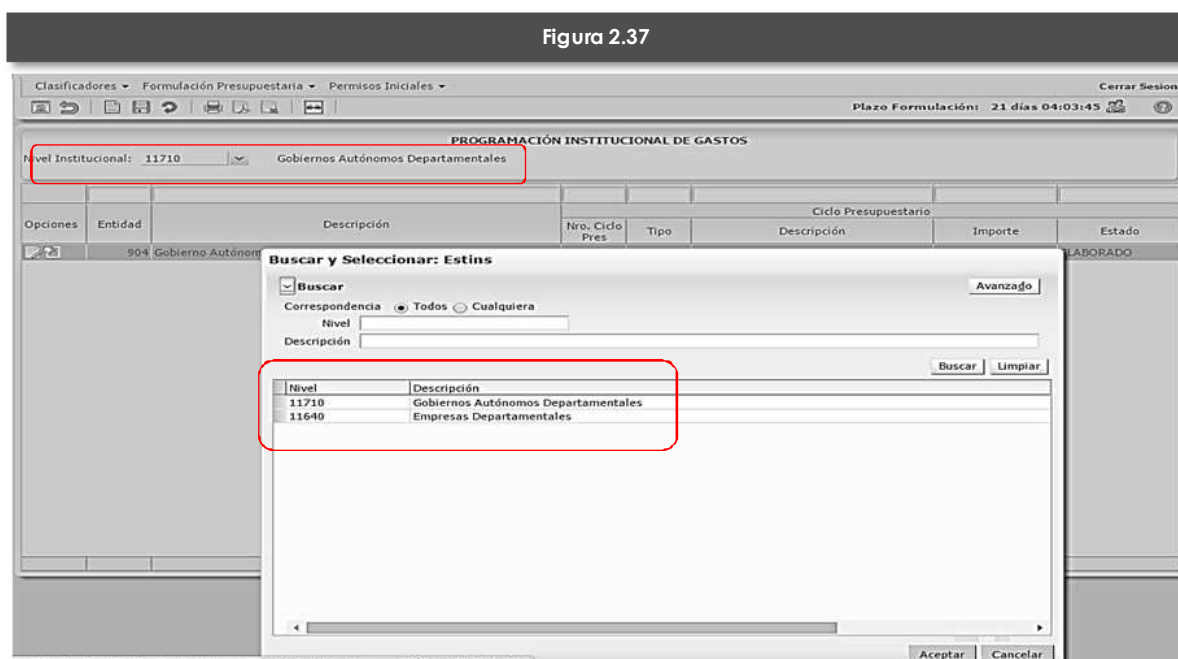 Figura 2.37
Clasificadores Formulación Presupuestaria Permisos Iniciales Cerrar Sesion
Plazo Formulación: 21 días 04:03:45
PROGRAMACIÓN INSTITUCIONAL DE GASTOS
Nivel Institucional: 11710 Gobiernos Autónomos Departamentales
Ciclo Presupuestario
Opciones Entidad Descripción Nro. Ciclo Pres Tipo Descripción Importe Estado
904 Gobierno Autónom LABORADO
Buscar y Seleccionar: Estins
Buscar Avanzado
Correspondencia Todos Cualquiera
Nivel
Descripción
Buscar Limpiar
Nivel Descripción
11710 Gobiernos Autónomos Departamentales
11640 Empresas Departamentales
Aceptar Cancelar